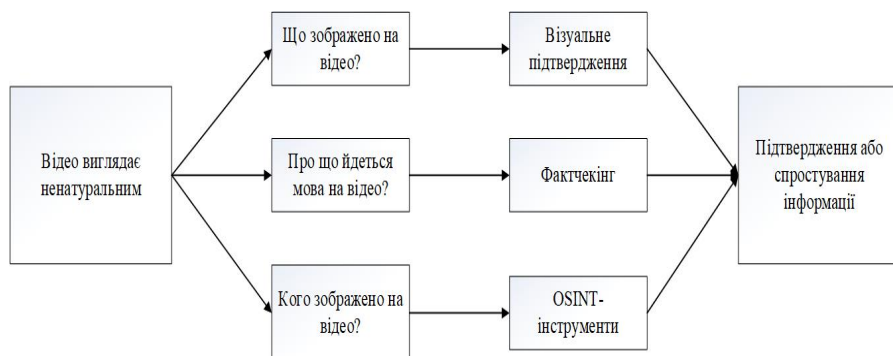 Відео виглядає
ненатуральним
Що зображено на
відео?
Візуальне
підтвердження
Про що йдеться
мова на відео?
Фактчекінг
Кого зображено на
відео?
OSINT-
інструменти
Підтвердження або
спростування
інформації